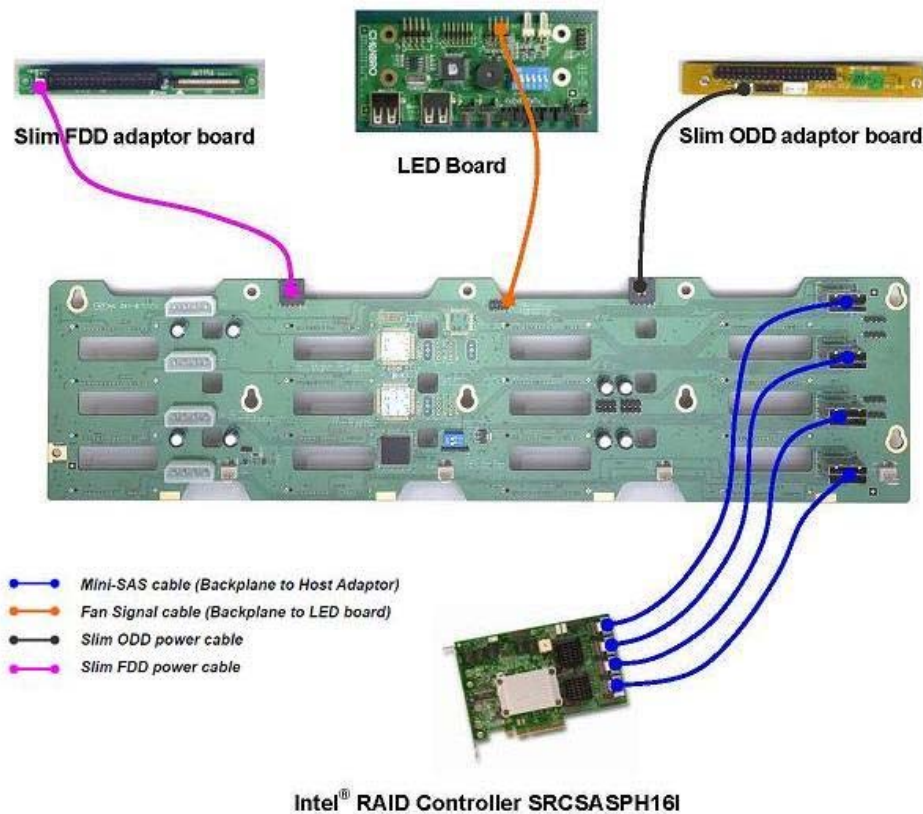 Slim FDD adaptor board
CHENBRO
LED Board
Slim ODD adaptor board
Mini-SAS cable (Backplane to Host Adaptor)
Fan Signal cable (Backplane to LED board)
Slim ODD power cable
Slim FDD power cable
Intel® RAID Controller SRCSASPH16I